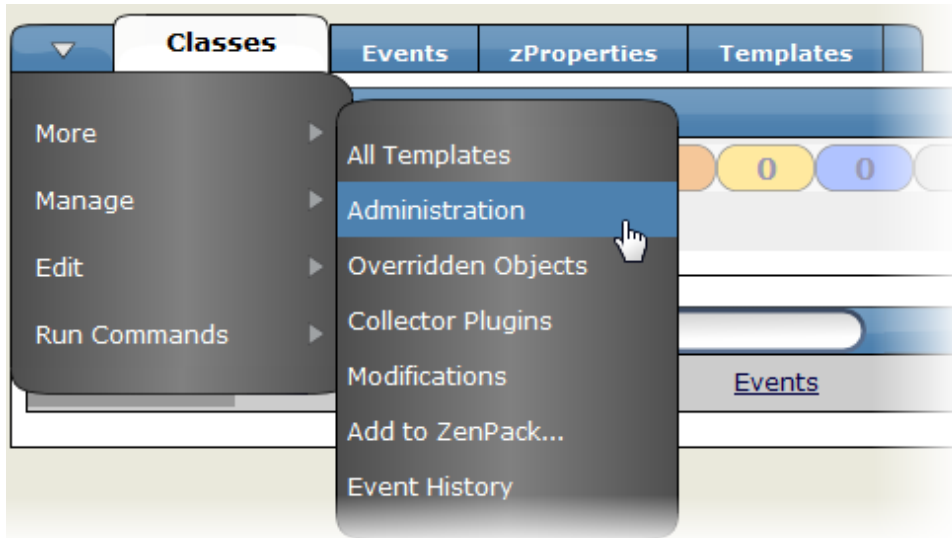 Classes
Events
zProperties
Templates
More
Manage
Edit
Run Commands
All Templates
Administration
Overridden Objects
Collector Plugins
Modifications
Add to ZenPack...
Event History
0
0
Events